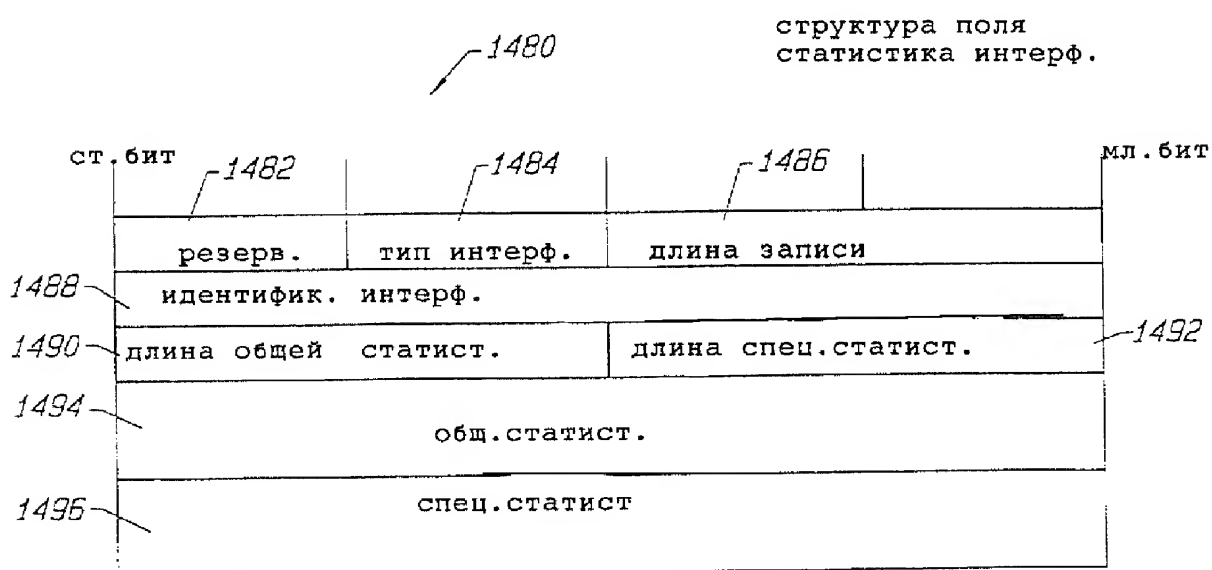 структура поля
статистика интерф.
1480
ст.бит
мл.бит
1482
1484
1486
резерв.
тип интерф.
длина записи
1488
идентифик. интерф.
1490
длина общей статист.
длина спец.статист.
1492
1494
общ.статист.
1496
спец.статист